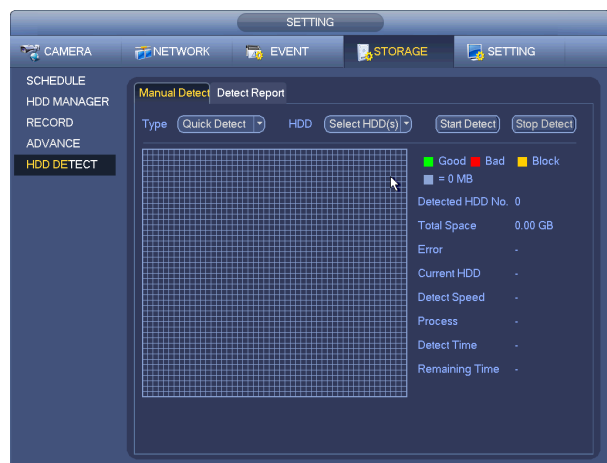 SETTING
CAMERA NETWORK EVENT STORAGE SETTING
SCHEDULE
HDD MANAGER
RECORD
ADVANCE
HDD DETECT
Manual Detect Detect Report
Type Quick Detect HDD Select HDD(s) Start Detect Stop Detect
Good Bad Block
= 0 MB
Detected HDD No. 0
Total Space 0.00 GB
Error -
Current HDD -
Detect Speed -
Process -
Detect Time -
Remaining Time -